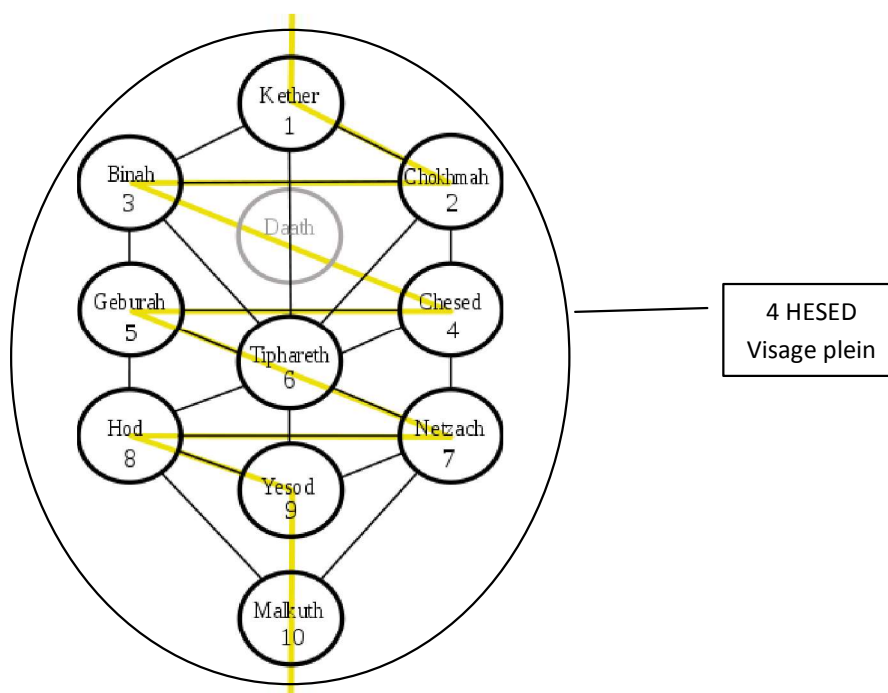 Kether
1
Binah
3
Chokhmah
2
Daath
Geburah
5
Chesed
4
Tiphareth
6
Hod
8
Netzach
7
Yesod
9
Malkuth
10
4 HESED
Visage plein